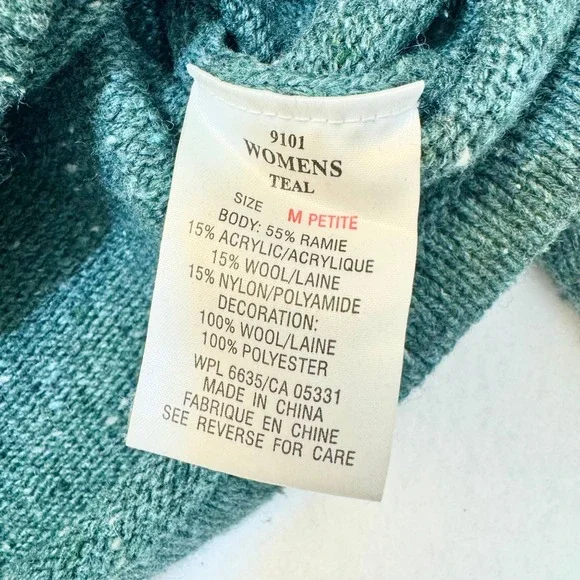 9101
WOMENS
TEAL
SIZE M PETITE
BODY: 55% RAMIE
15% ACRYLIC/ACRYLIQUE
15% WOOL/LAINE
15% NYLON/POLYAMIDE
DECORATION:
100% WOOL/LAINE
100% POLYESTER
WPL 6635/CA 05331
MADE IN CHINA
FABRIQUE EN CHINE
SEE REVERSE FOR CARE